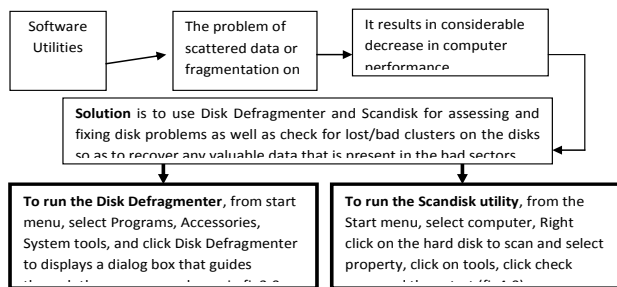 Software
Utilities
The problem of
scattered data or
fragmentation on
It results in considerable
decrease in computer
performance
Solution is to use Disk Defragmenter and Scandisk for assessing and
fixing disk problems as well as check for lost/bad clusters on the disks
so as to recover any valuable data that is present in the bad sectors
To run the Disk Defragmenter, from start
menu, select Programs, Accessories,
System tools, and click Disk Defragmenter
to displays a dialog box that guides
To run the Scandisk utility, from the
Start menu, select computer, Right
click on the hard disk to scan and select
property, click on tools, click check